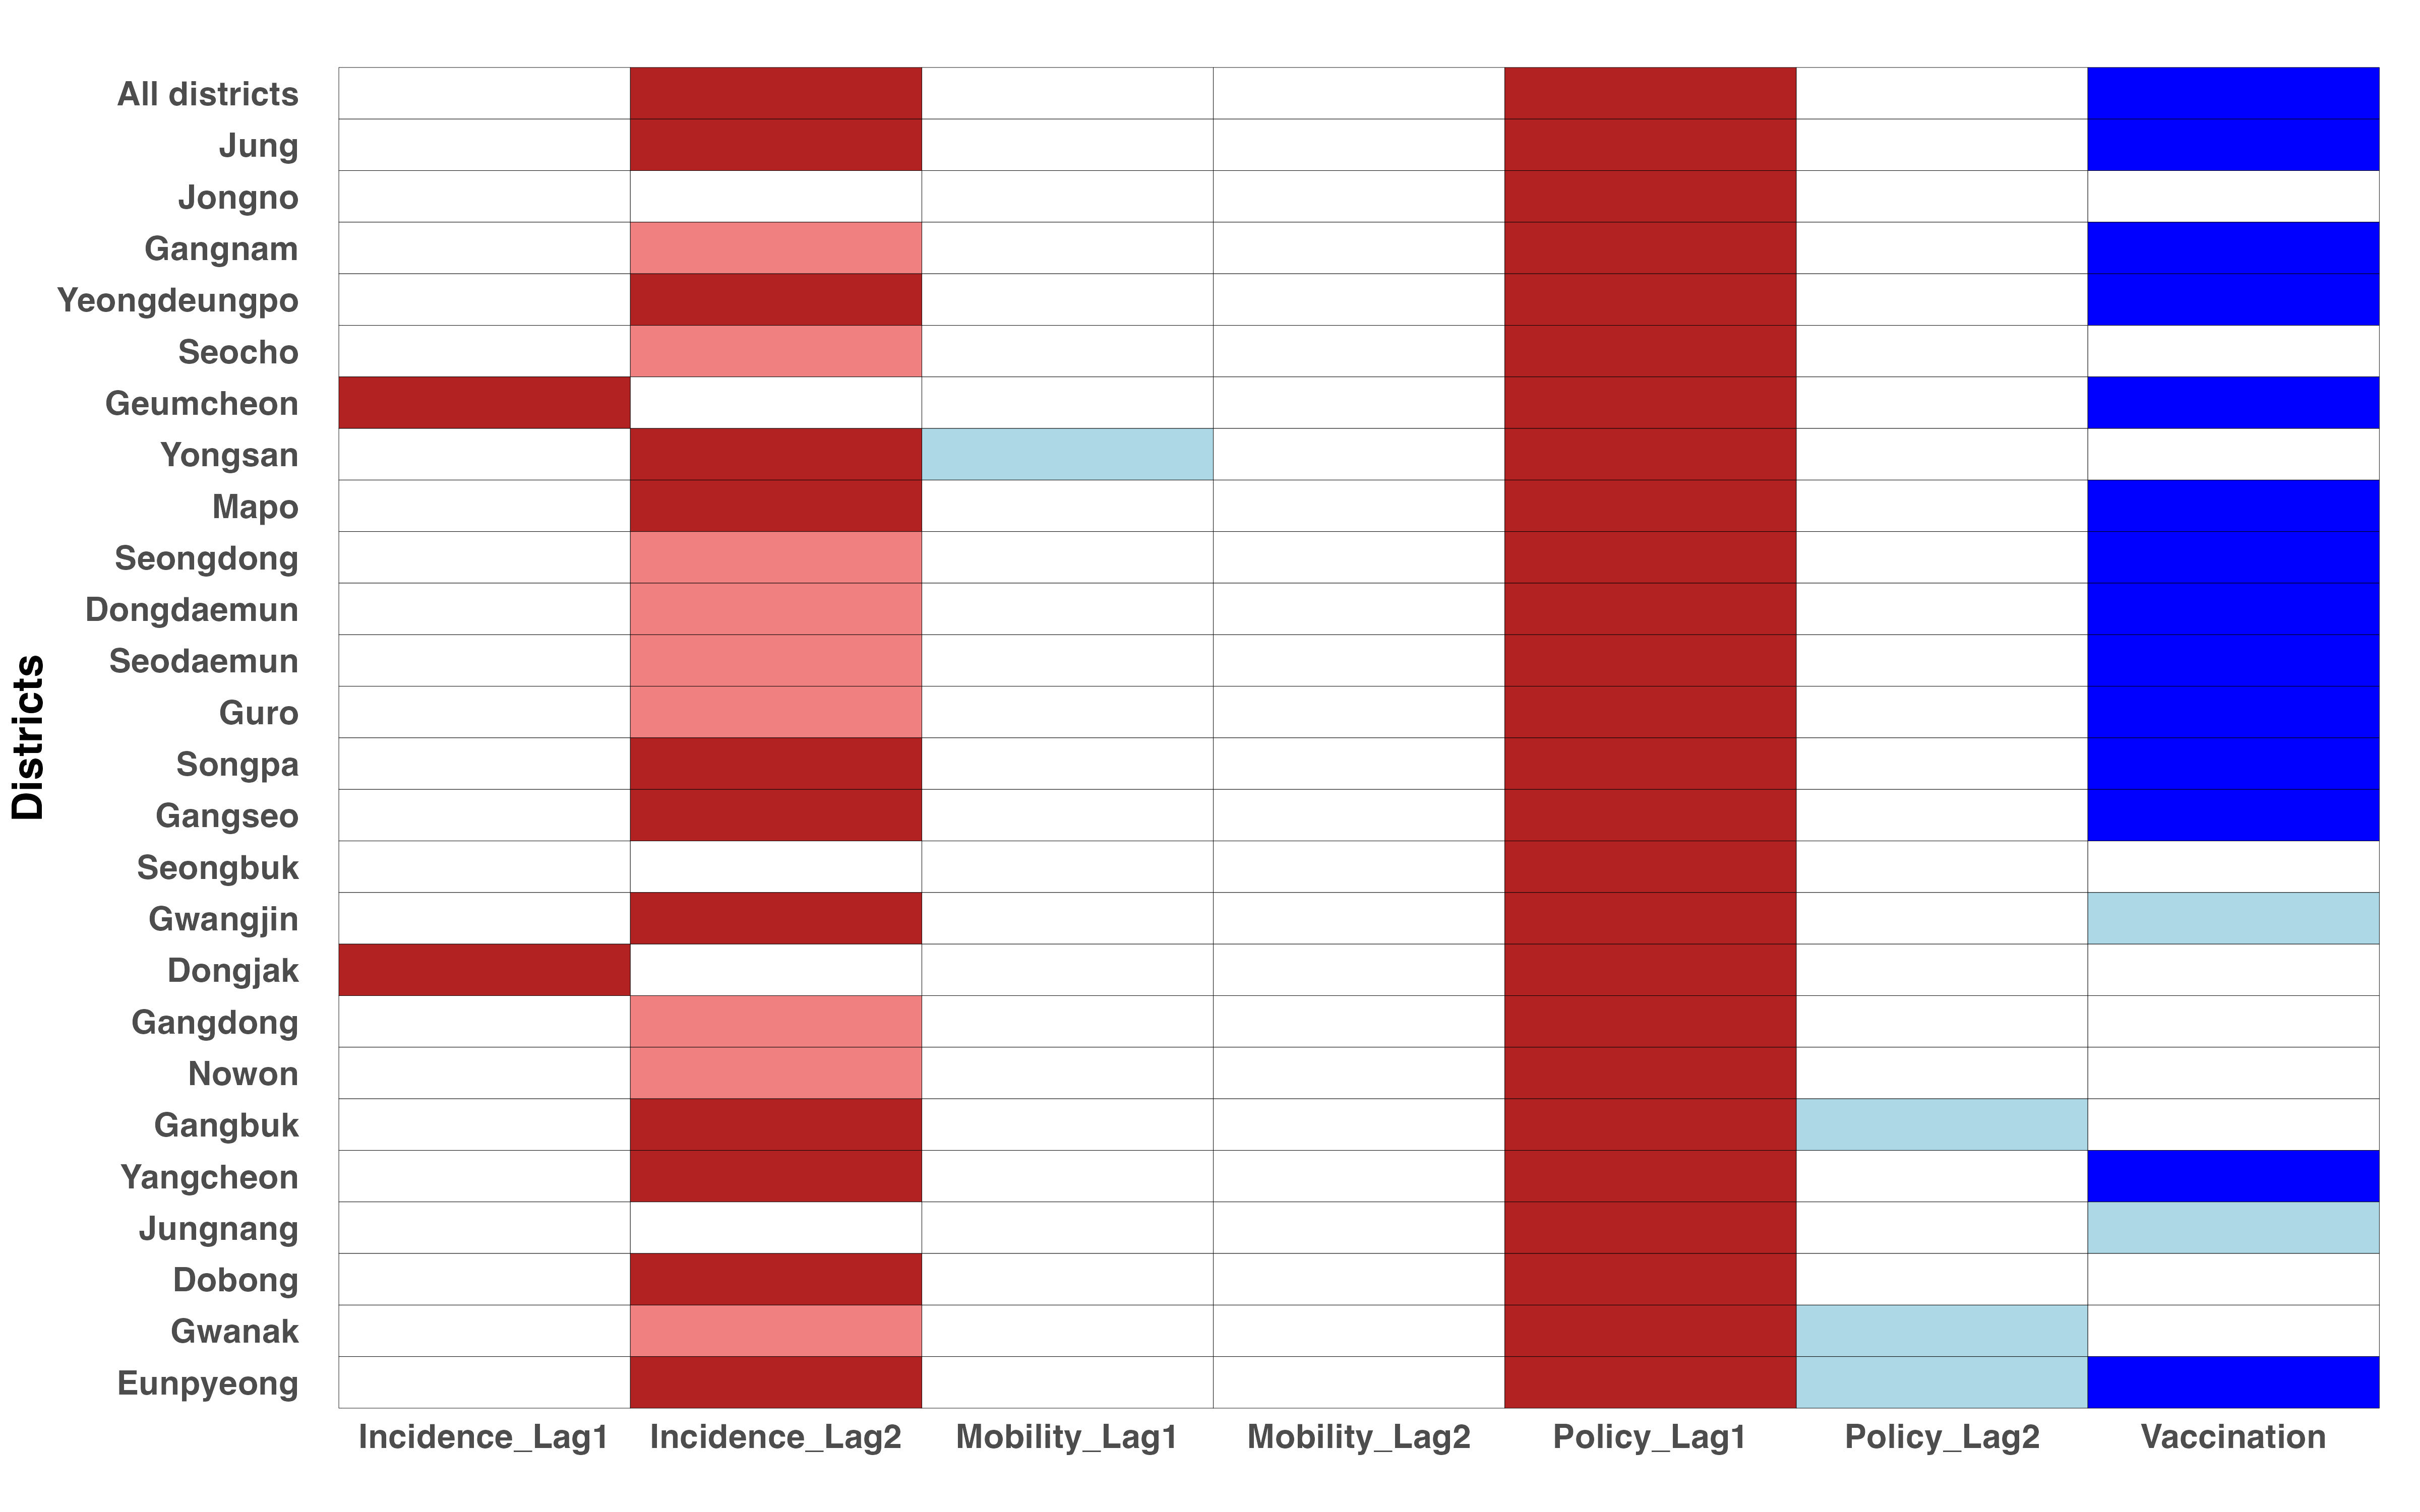 Districts
All districts
Jung
Jongno
Gangnam
Yeongdeungpo
Seocho
Geumcheon
Yongsan
Mapo
Seongdong
Dongdaemun
Seodaemun
Guro
Songpa
Gangseo
Seongbuk
Gwangjin
Dongjak
Gangdong
Nowon
Gangbuk
Yangcheon
Jungnang
Dobong
Gwanak
Eunpyeong
Incidence_Lag1 Incidence_Lag2 Mobility_Lag1 Mobility_Lag2 Policy_Lag1 Policy_Lag2 Vaccination